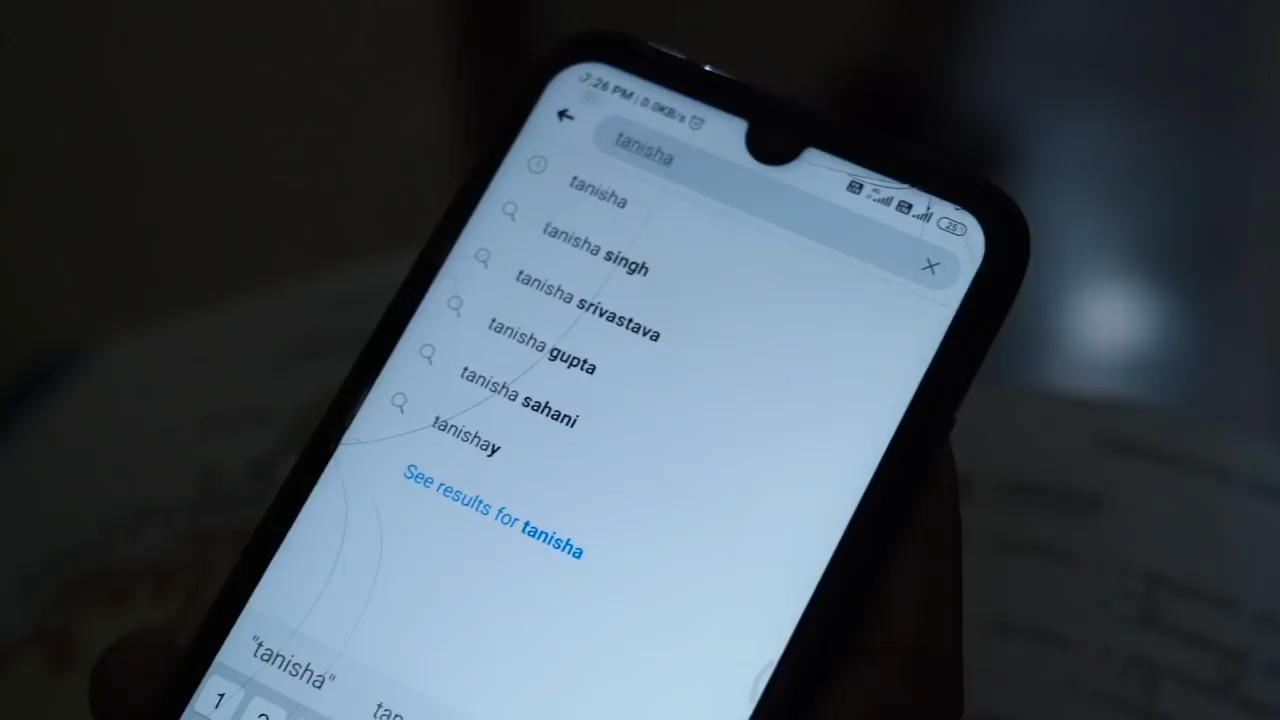 7:26 PM | 0.0KB/s
25
tanisha
tanisha
tanisha singh
tanisha srivastava
tanisha gupta
tanisha sahani
tanishay
See results for tanisha
"tanisha"
1